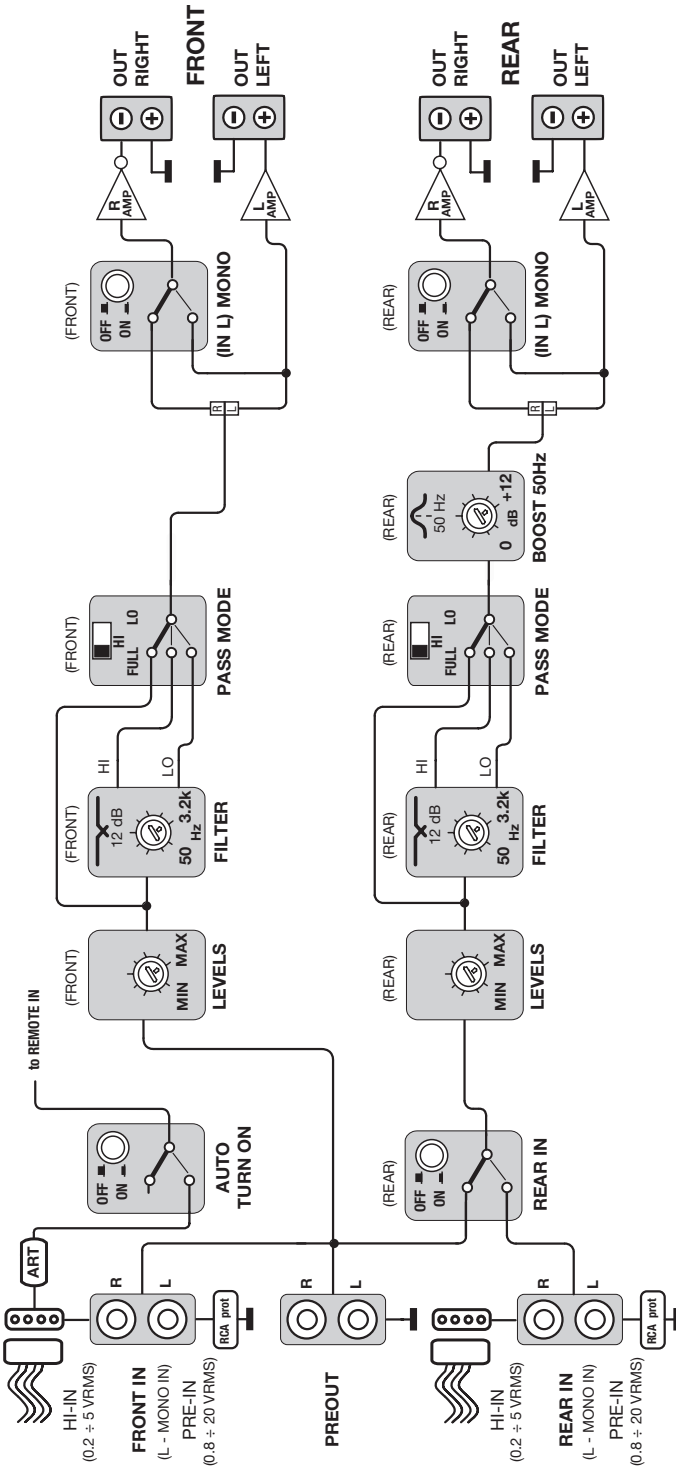 HI-IN
(0.2 ÷ 5 VRMS)
FRONT IN
(L - MONO IN)
PRE-IN
(0.8 ÷ 20 VRMS)
R
L
RCA prot
ART
OFF
ON
AUTO
TURN ON
to REMOTE IN
(FRONT)
MIN MAX
LEVELS
(FRONT)
12 dB
50 Hz 3.2k
FILTER
HI
LO
(FRONT)
FULL HI LO
PASS MODE
R
L
(FRONT)
OFF
ON
(IN L) MONO
R
AMP
L
AMP
OUT
RIGHT
FRONT
OUT
LEFT
PREOUT
R
L
HI-IN
(0.2 ÷ 5 VRMS)
REAR IN
(L - MONO IN)
PRE-IN
(0.8 ÷ 20 VRMS)
R
L
RCA prot
(REAR)
OFF
ON
REAR IN
(REAR)
MIN MAX
LEVELS
(REAR)
12 dB
50 Hz 3.2k
FILTER
HI
LO
(REAR)
FULL HI LO
PASS MODE
(REAR)
50 Hz
0 dB +12
BOOST 50Hz
R
L
(REAR)
OFF
ON
(IN L) MONO
R
AMP
L
AMP
OUT
RIGHT
REAR
OUT
LEFT